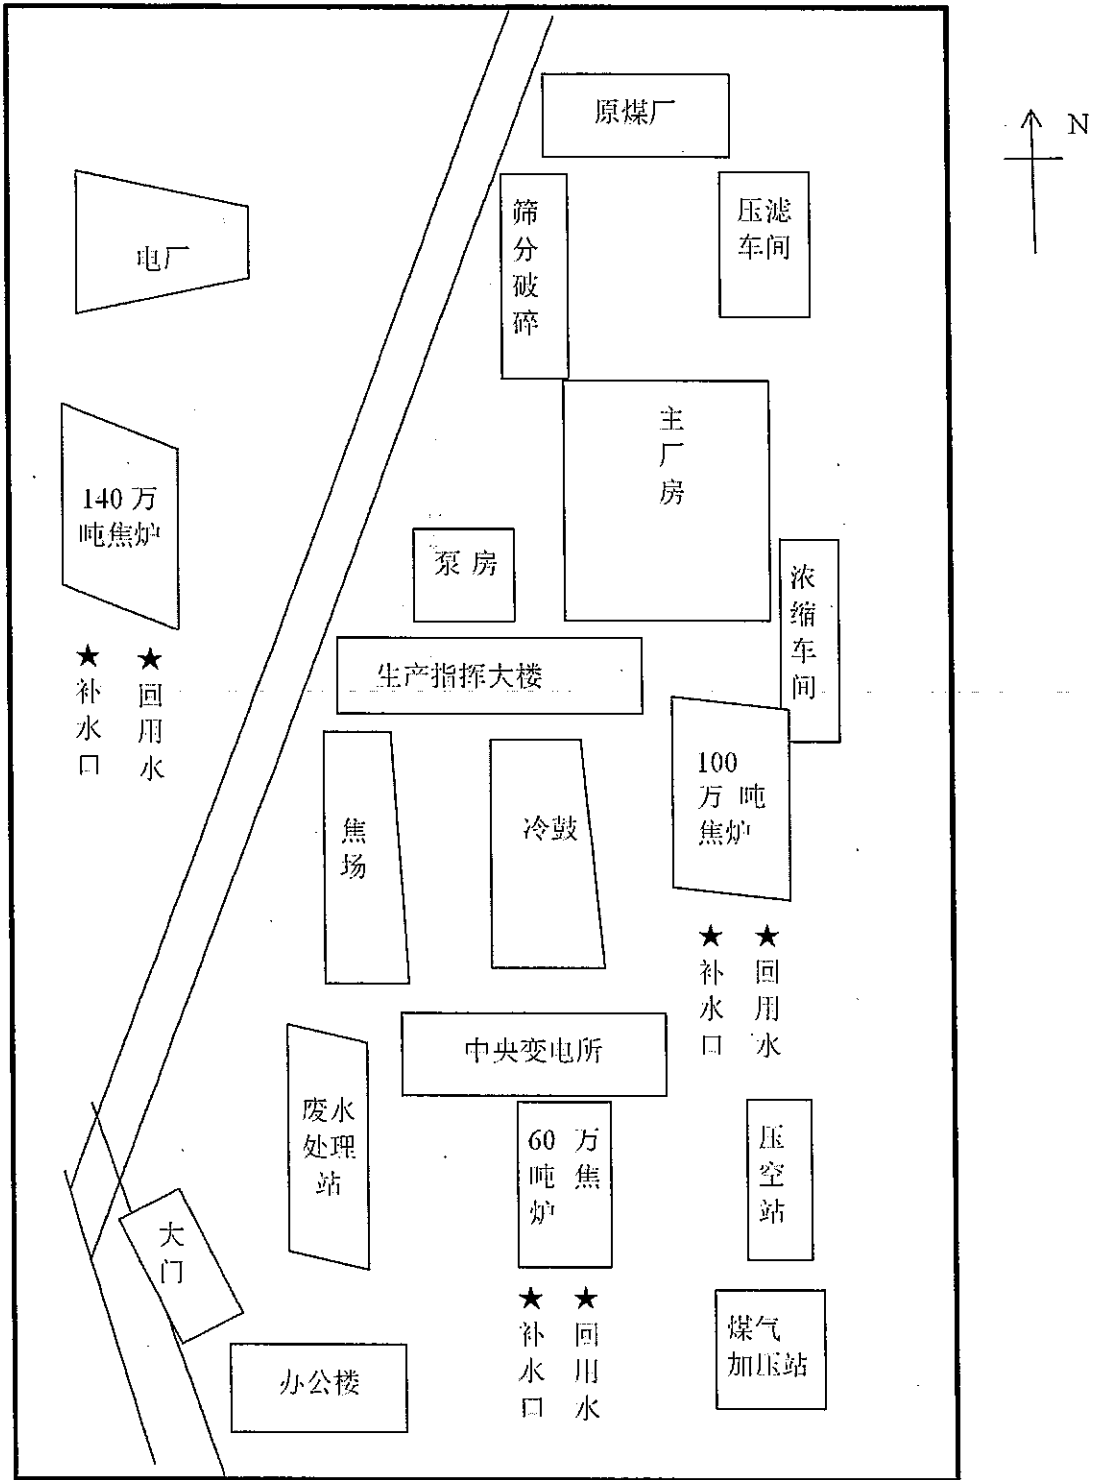 原煤厂
N
筛
分
破
碎
压滤
车间
电厂
主
厂
房
140 万
吨焦炉
泵 房
浓
缩
车
间
★ ★
补
水
口
回
用
水
生产指挥大楼
100
万 吨
焦炉
焦
场
冷鼓
★ ★
补
水
口
回
用
水
中央变电所
废水
处理
站
60 万
吨 焦
炉
压
空
站
大
门
★ ★
补
水
口
回
用
水
煤气
加压站
办公楼